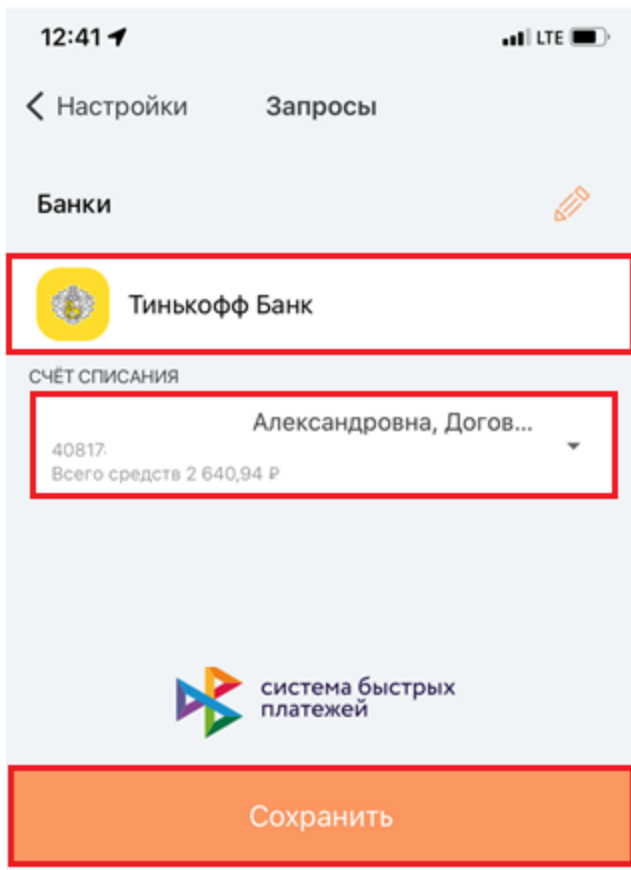 12:41 LTE
Настройки Запросы
Банки
Тинькофф Банк
СЧЁТ СПИСАНИЯ
Александровна, Догов...
40817
Всего средств 2 640,94 ₽
система быстрых
платежей
Сохранить